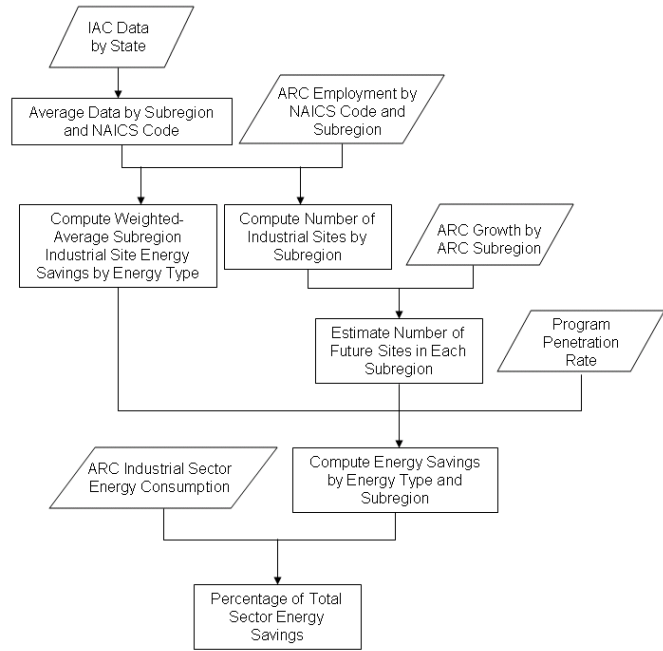 IAC Data
by State
ARC Employment by
NAICS Code and
Subregion
Average Data by Subregion
and NAICS Code
Compute Weighted-
Average Subregion
Industrial Site Energy
Savings by Energy Type
Compute Number of
Industrial Sites by
Subregion
ARC Growth by
ARC Subregion
Estimate Number of
Future Sites in Each
Subregion
Program
Penetration
Rate
ARC Industrial Sector
Energy Consumption
Compute Energy Savings
by Energy Type and
Subregion
Percentage of Total
Sector Energy
Savings